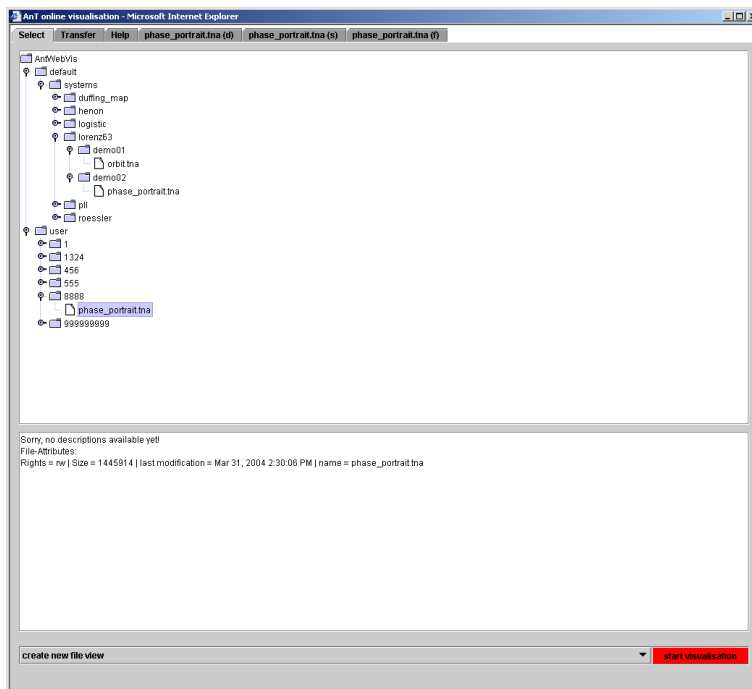 AnT online visualisation - Microsoft Internet Explorer
Select Transfer Help phase_portrait.tna (d) phase_portrait.tna (s) phase_portrait.tna (f)
AntWebVis
default
systems
duffing_map
henon
logistic
lorenz63
demo01
orbit.tna
demo02
phase_portrait.tna
pll
roessler
user
1
1324
456
555
8888
phase_portrait.tna
999999999
Sorry, no descriptions available yet!
File-Attributes:
Rights = rw | Size = 1445914 | last modification = Mar 31, 2004 2:30:06 PM | name = phase_portrait.tna
create new file view
start visualisation